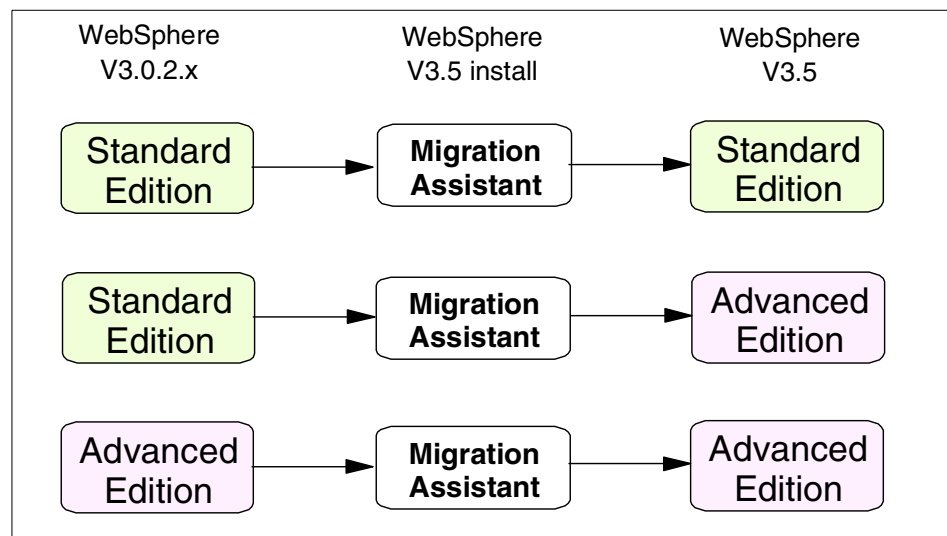 WebSphere
V3.0.2.x
WebSphere
V3.5 install
WebSphere
V3.5
Standard
Edition
Migration
Assistant
Standard
Edition
Standard
Edition
Migration
Assistant
Advanced
Edition
Advanced
Edition
Migration
Assistant
Advanced
Edition